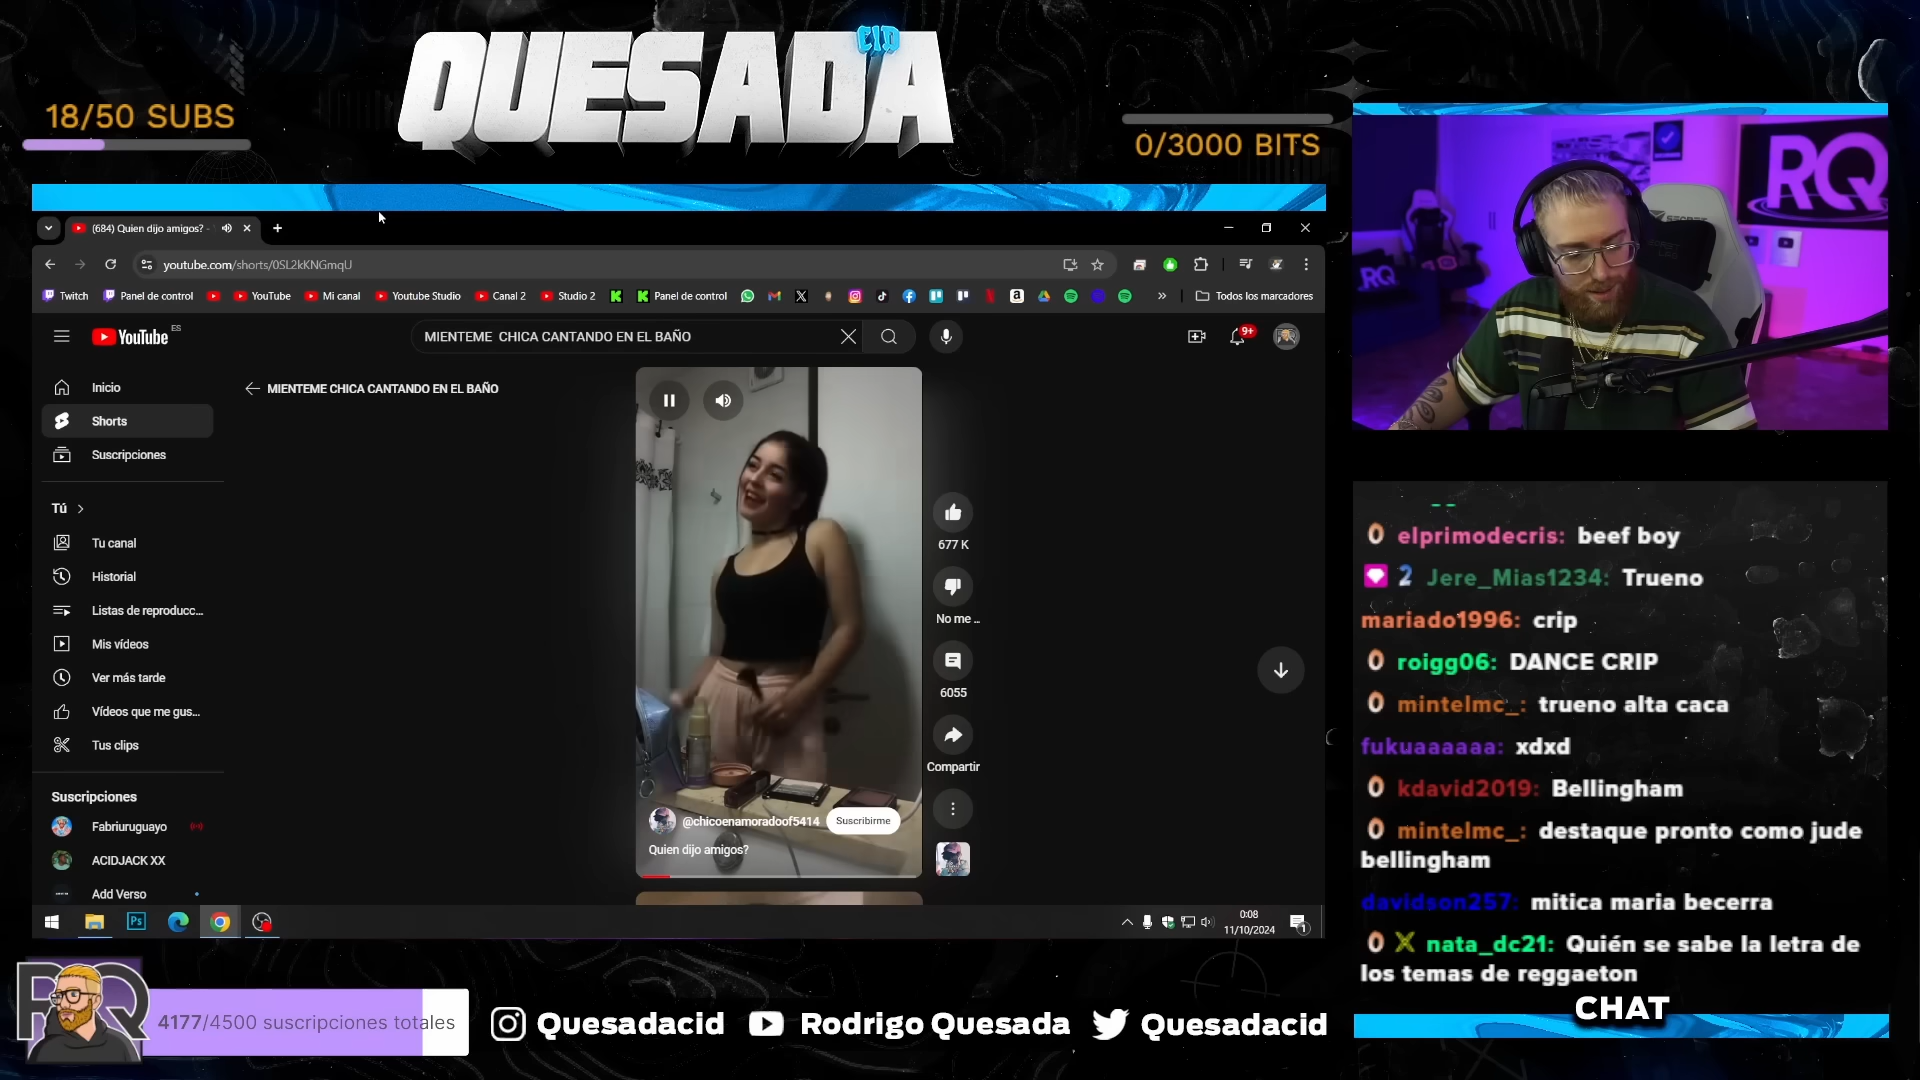 QUESADA
CID
18/50 SUBS
0/3000 BITS
(684) Quien dijo amigos? -
youtube.com/shorts/0SL2kKNGmqU
Twitch
Panel de control
YouTube
Mi canal
Youtube Studio
Canal 2
Studio 2
Panel de control
Todos los marcadores
YouTube ES
MIENTEME CHICA CANTANDO EN EL BAÑO
9+
Inicio
Shorts
Suscripciones
Tú
Tu canal
Historial
Listas de reproducc...
Mis vídeos
Ver más tarde
Vídeos que me gus...
Tus clips
Suscripciones
Fabriuruguayo
ACIDJACK XX
Add Verso
MIENTEME CHICA CANTANDO EN EL BAÑO
677 K
No me ...
6055
Compartir
@chicoenamoradoof5414
Suscribirme
Quien dijo amigos?
Ps
0:08
11/10/2024
1
RQ
RQ
elprimodecris: beef boy
2 Jere_Mias1234: Trueno
mariado1996: crip
roigg06: DANCE CRIP
mintelmc_: trueno alta caca
fukuaaaaaa: xdxd
kdavid2019: Bellingham
mintelmc_: destaque pronto como jude
bellingham
davidson257: mitica maria becerra
nata_dc21: Quién se sabe la letra de
los temas de reggaeton
CHAT
RQ
4177/4500 suscripciones totales
Quesadacid
Rodrigo Quesada
Quesadacid